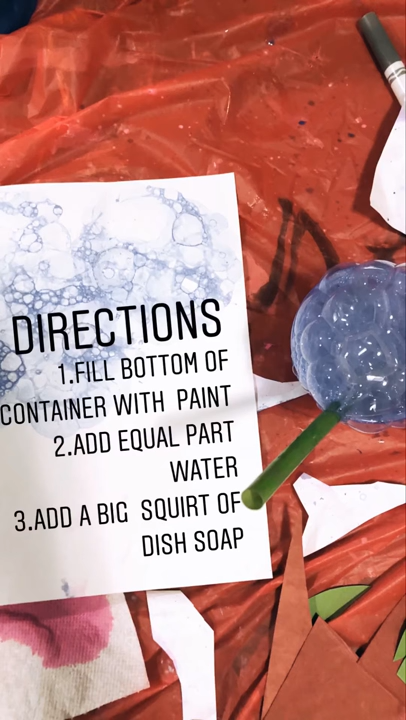 DIRECTIONS
1.FILL BOTTOM OF
CONTAINER WITH PAINT
2.ADD EQUAL PART
WATER
3.ADD A BIG SQUIRT OF
DISH SOAP